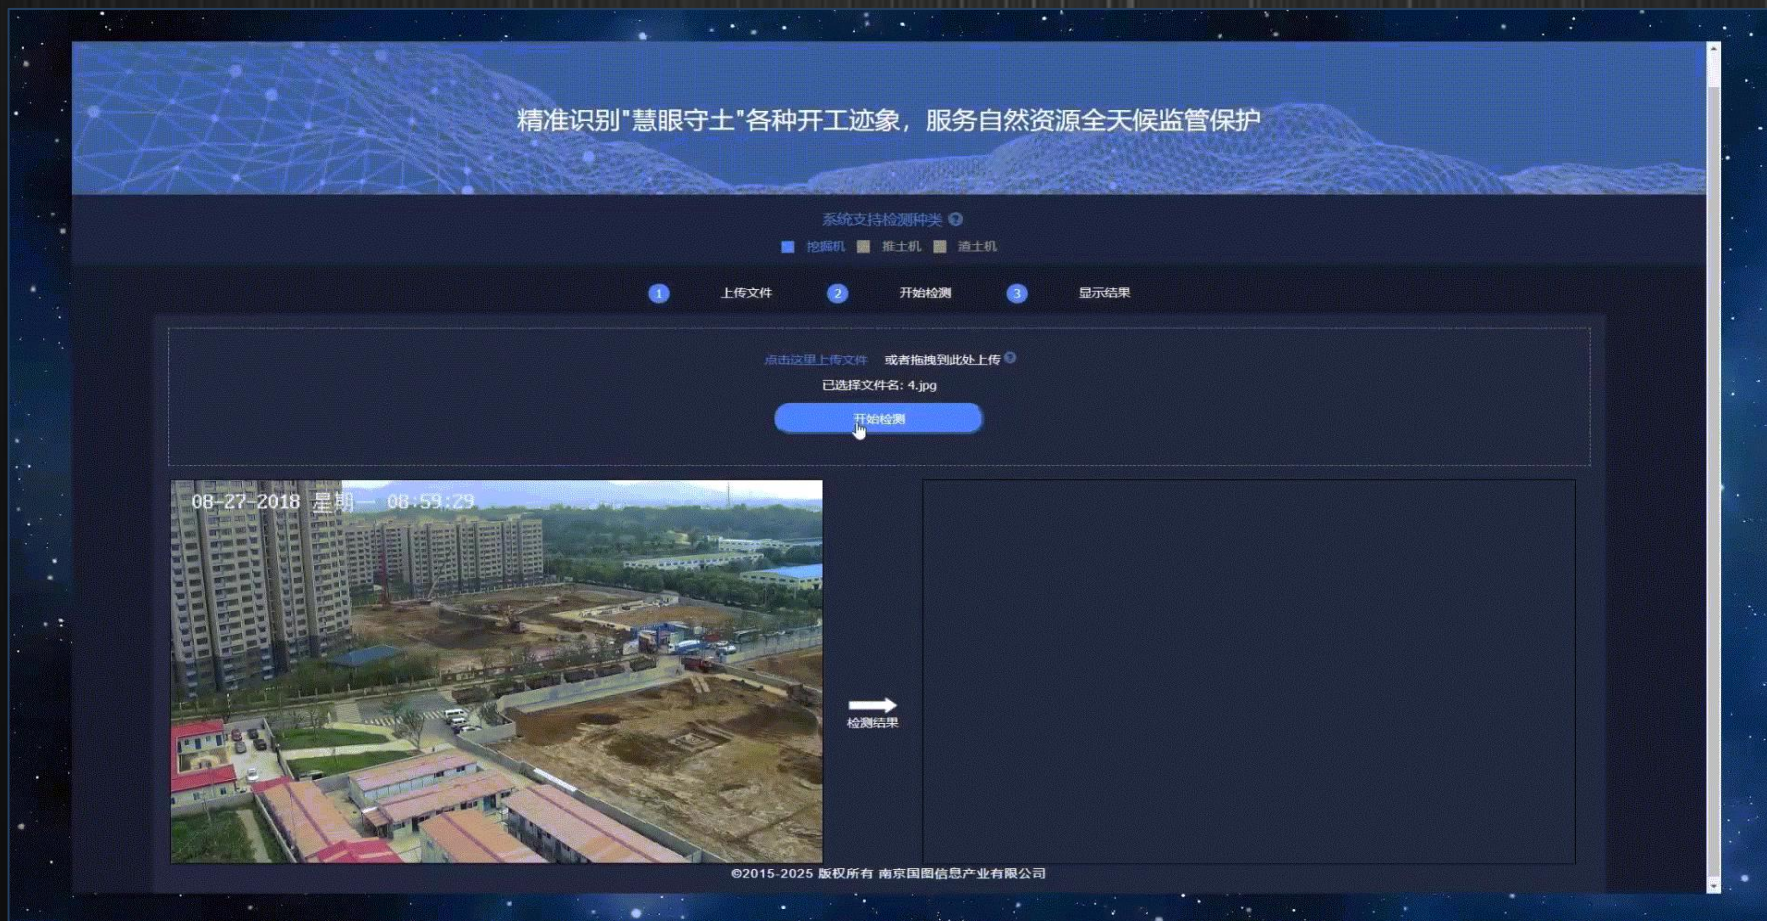 精准识别"慧眼守土"各种开工迹象，服务自然资源全天候监管保护
系统支持检测种类 ?
挖掘机 推土机 渣土机
1 上传文件 2 开始检测 3 显示结果
点击这里上传文件 或者拖拽到此处上传 ?
已选择文件名: 4.jpg
开始检测
08-27-2018 星期一 08:59:29
检测结果
©2015-2025 版权所有 南京国图信息产业有限公司